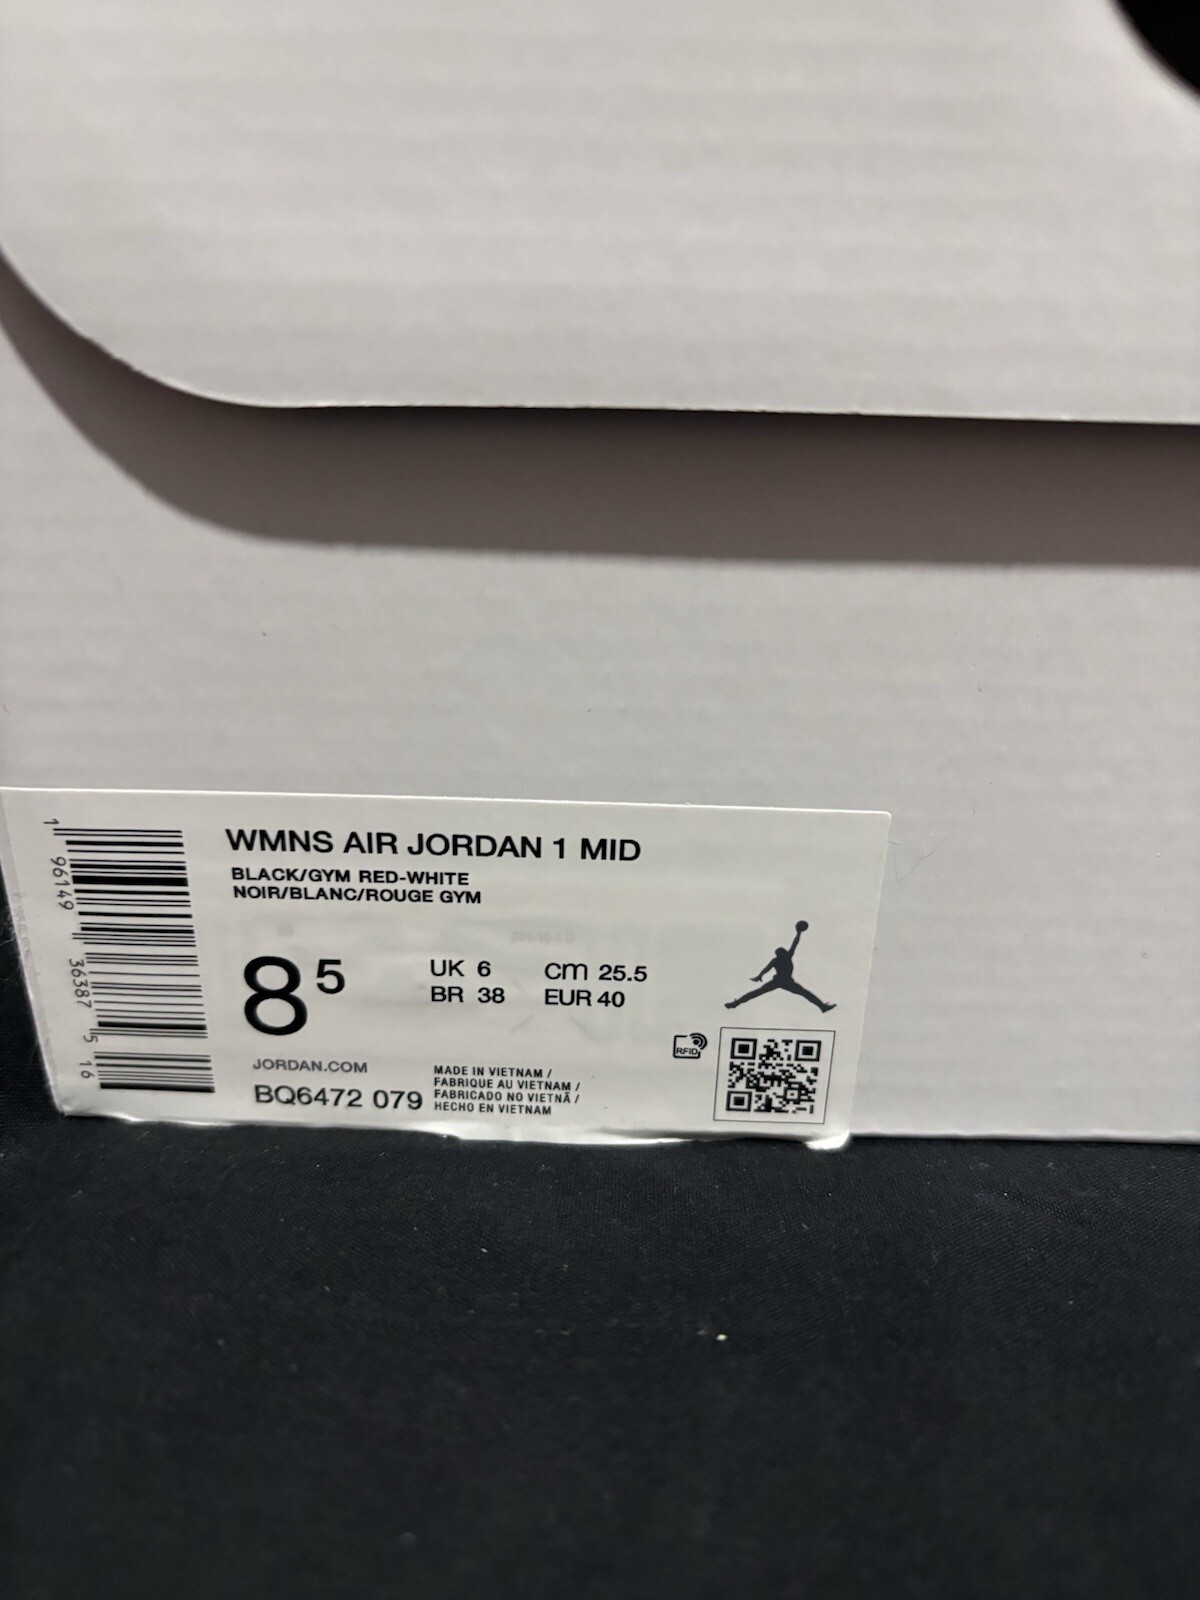 WMNS AIR JORDAN 1 MID
BLACK/GYM RED-WHITE
NOIR/BLANC/ROUGE GYM
8 5
UK 6 cm 25.5
BR 38 EUR 40
JORDAN.COM
BQ6472 079
MADE IN VIETNAM /
FABRIQUE AU VIETNAM /
FABRICADO NO VIETNÃ /
HECHO EN VIETNAM
RFID
1 96149 36387 5 16